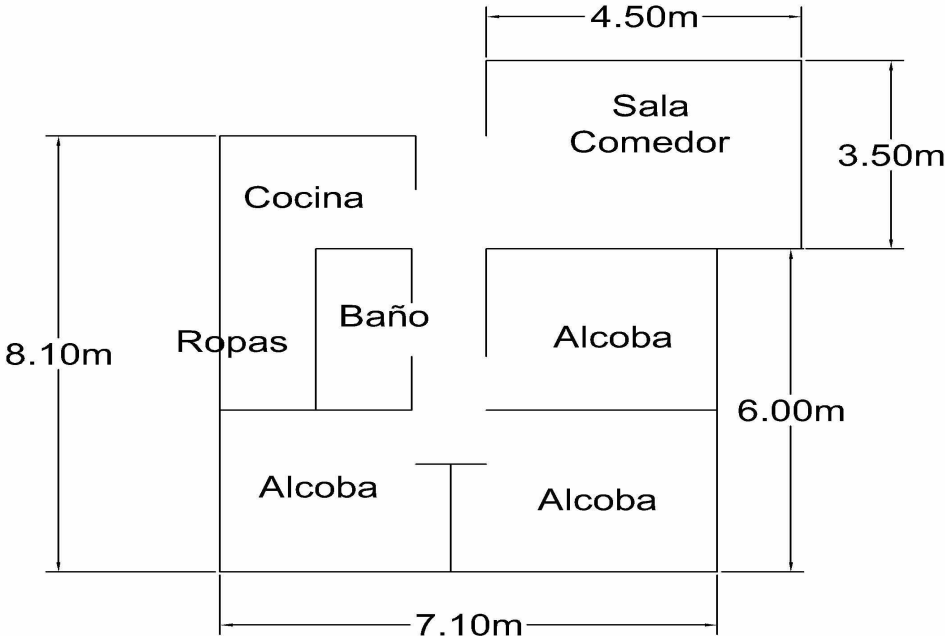 4.50m
Sala
Comedor
3.50m
Cocina
Baño
Ropas
Alcoba
8.10m
6.00m
Alcoba
Alcoba
7.10m